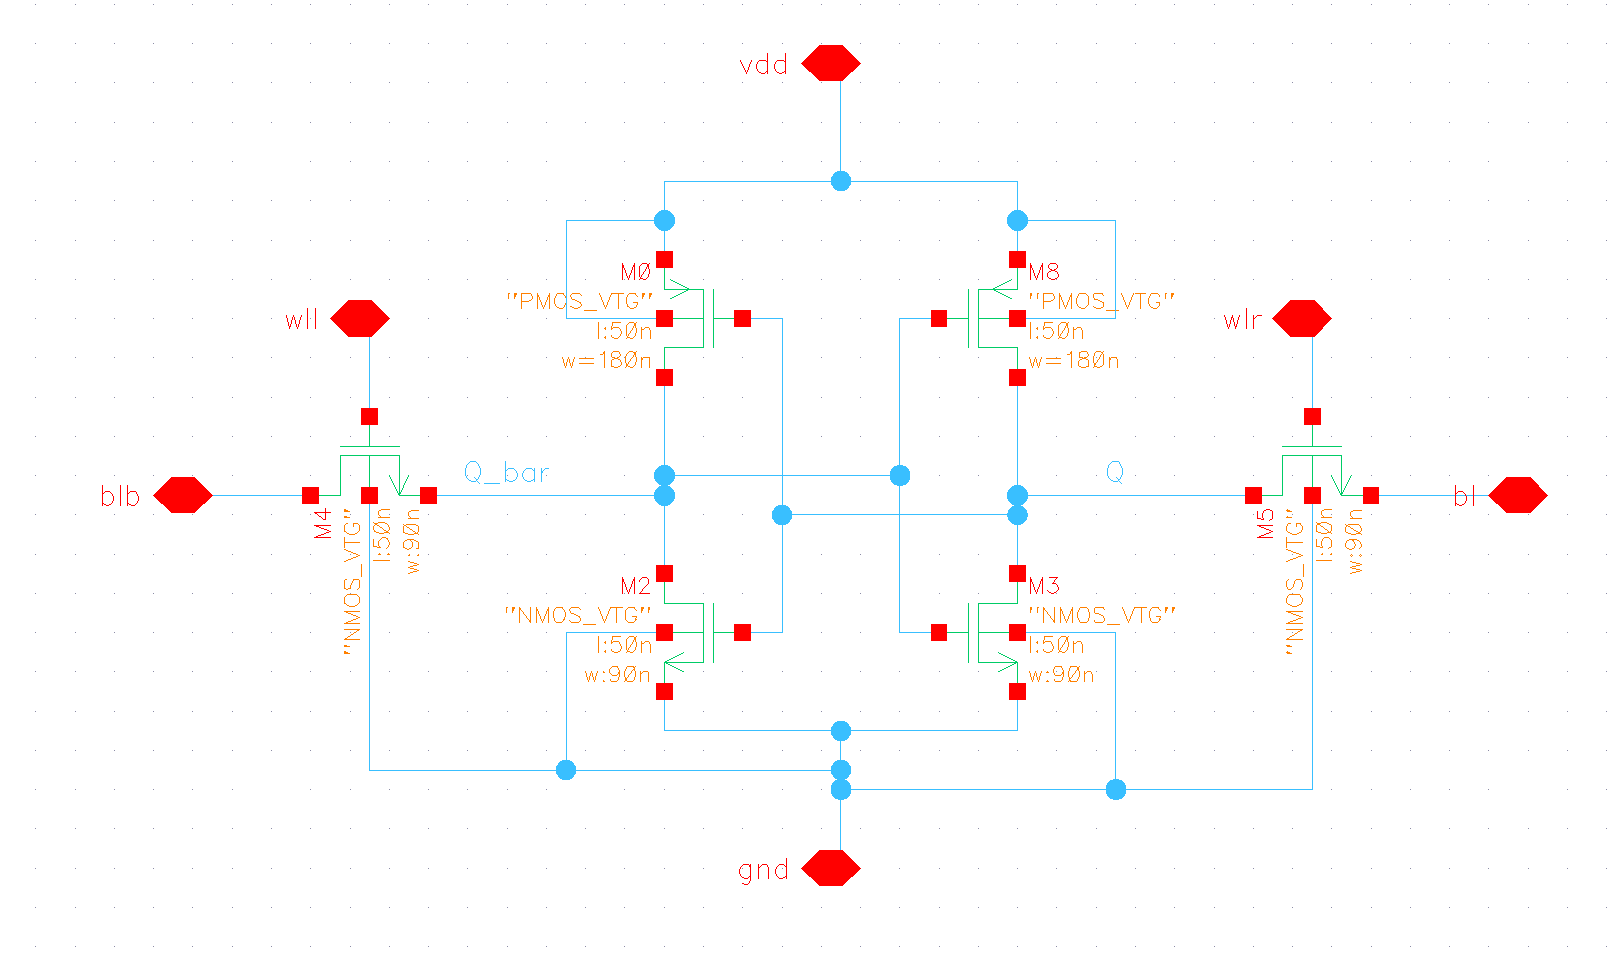 vdd
M0
"PMOS_VTG"
l:50n
w=180n
M8
"PMOS_VTG"
l:50n
w=180n
wll
wlr
blb
M4
"NMOS_VTG"
l:50n
w:90n
Q_bar
Q
M5
"NMOS_VTG"
l:50n
w:90n
bl
M2
"NMOS_VTG"
l:50n
w:90n
M3
"NMOS_VTG"
l:50n
w:90n
gnd